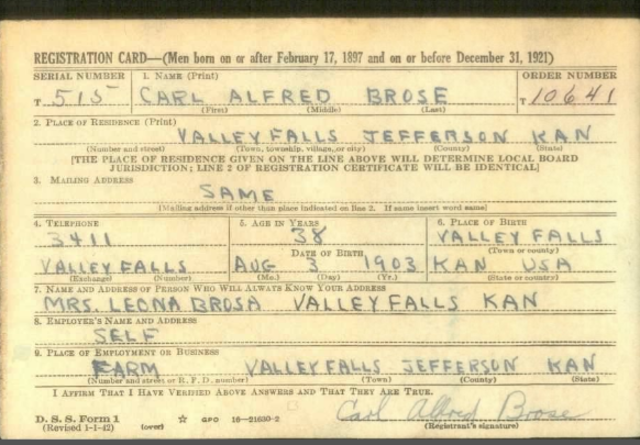 REGISTRATION CARD—(Men born on or after February 17, 1897 and on or before December 31, 1921)
SERIAL NUMBER 1. NAME (Print) ORDER NUMBER
T 515 CARL ALFRED BROSE T 10641
(First) (Middle) (Last)
2. PLACE OF RESIDENCE (Print)
VALLEY FALLS JEFFERSON KAN
(Number and street) (Town, township, village, or city) (County) (State)
[THE PLACE OF RESIDENCE GIVEN ON THE LINE ABOVE WILL DETERMINE LOCAL BOARD
JURISDICTION; LINE 2 OF REGISTRATION CERTIFICATE WILL BE IDENTICAL]
3. MAILING ADDRESS
SAME
[Mailing address if other than place indicated on line 2. If same insert word same]
4. TELEPHONE 5. AGE IN YEARS 6. PLACE OF BIRTH
3411 38 VALLEY FALLS
DATE OF BIRTH (Town or county)
VALLEY FALLS AUG 3 1903 KAN USA
(Exchange) (Number) (Mo.) (Day) (Yr.) (State or country)
7. NAME AND ADDRESS OF PERSON WHO WILL ALWAYS KNOW YOUR ADDRESS
MRS. LEONA BROSA VALLEY FALLS KAN
8. EMPLOYER'S NAME AND ADDRESS
SELF
9. PLACE OF EMPLOYMENT OR BUSINESS
FARM VALLEY FALLS JEFFERSON KAN
(Number and street or R. F. D. number) (Town) (County) (State)
I AFFIRM THAT I HAVE VERIFIED ABOVE ANSWERS AND THAT THEY ARE TRUE.
D. S. S. Form 1 GPO 16—21630-2 Carl Alfred Brose
(Revised 1-1-42) (over) (Registrant's signature)